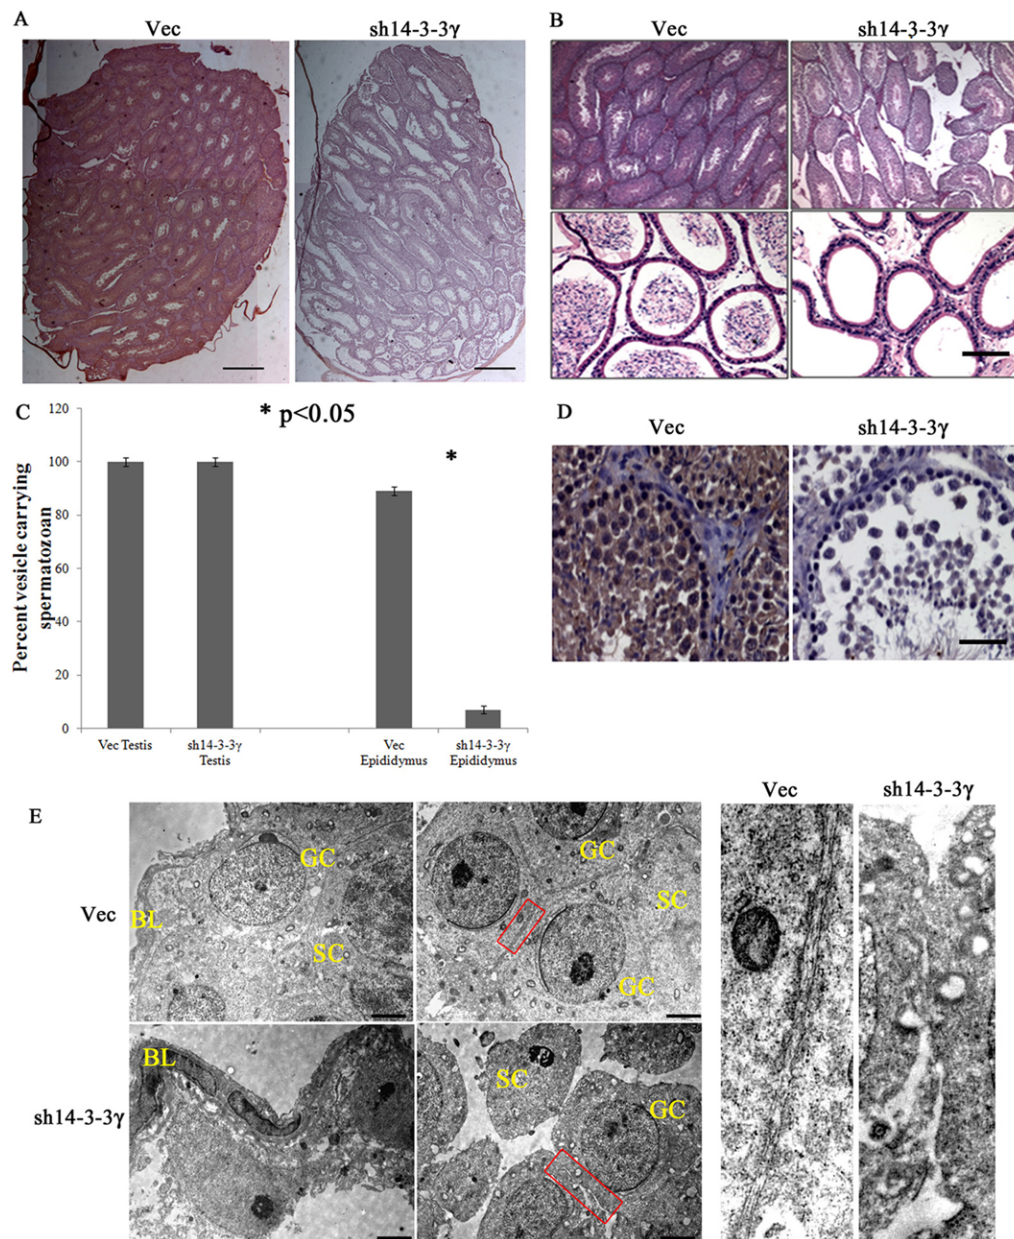 A
Vec
sh14-3-3γ
B
Vec
sh14-3-3γ
C
* p<0.05
*
Percent vesicle carrying
spermatozoan
120
100
80
60
40
20
0
Vec Testis
sh14-3-3γ
Testis
Vec
Epididymus
sh14-3-3γ
Epididymus
D
Vec
sh14-3-3γ
E
Vec
sh14-3-3γ
Vec
GC
BL
SC
GC
SC
GC
sh14-3-3γ
BL
SC
GC